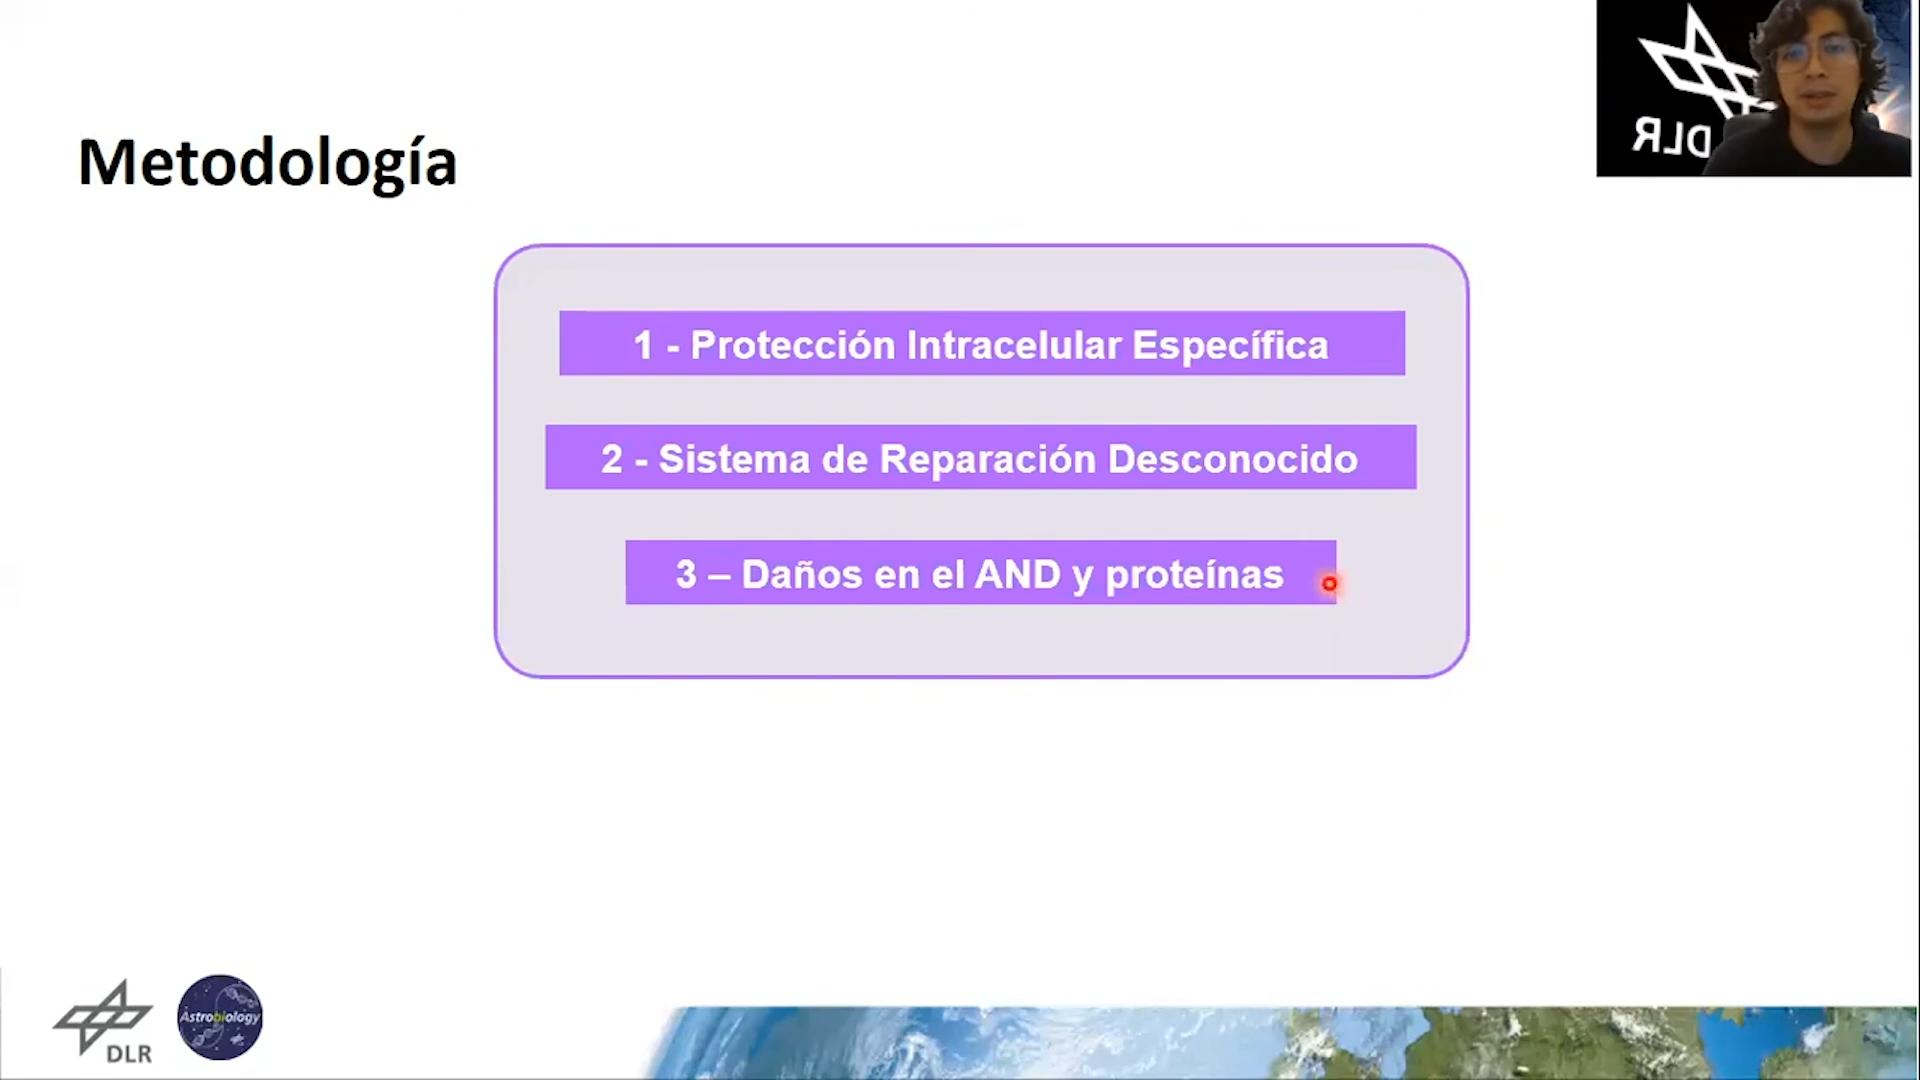 DLR
Metodología
1 - Protección Intracelular Específica
2 - Sistema de Reparación Desconocido
3 – Daños en el AND y proteínas
DLR
Astrobiology